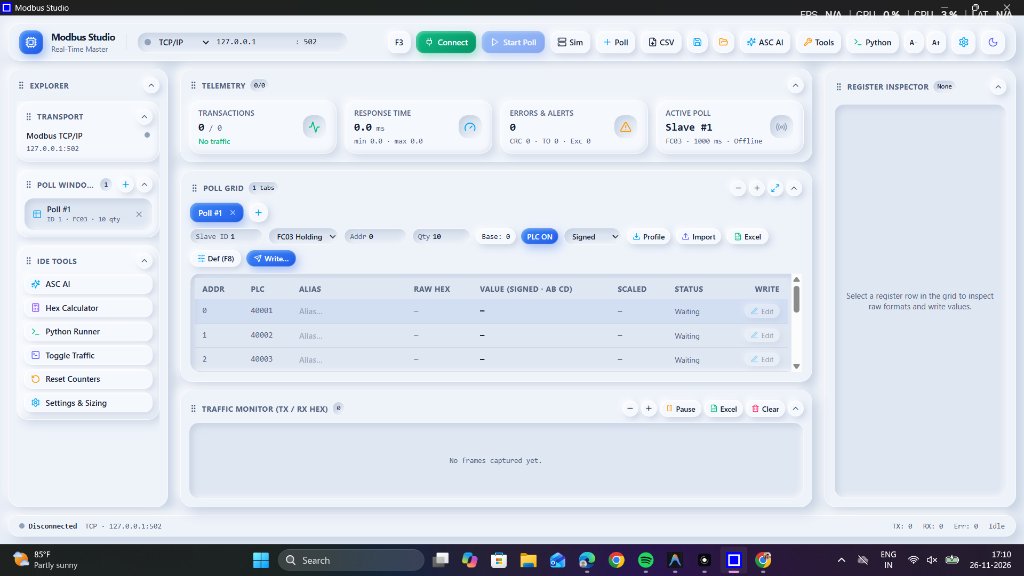 Modbus Studio
FPS N/A | GPU 0 % | CPU 3 % | LAT N/A
Modbus Studio
Real-Time Master
TCP/IP
127.0.0.1 : 502
F3
Connect
Start Poll
Sim
+ Poll
CSV
ASC AI
Tools
Python
A-
A+
EXPLORER
TRANSPORT
Modbus TCP/IP
127.0.0.1:502
POLL WINDO... 1
Poll #1
ID 1 · FC03 · 10 qty
IDE TOOLS
ASC AI
Hex Calculator
Python Runner
Toggle Traffic
Reset Counters
Settings & Sizing
TELEMETRY 0/0
TRANSACTIONS
0 / 0
No traffic
RESPONSE TIME
0.0 ms
min 0.0 · max 0.0
ERRORS & ALERTS
0
CRC 0 · TO 0 · Exc 0
ACTIVE POLL
Slave #1
FC03 · 1000 ms · Offline
POLL GRID 1 tabs
Poll #1 ×
Slave ID 1
FC03 Holding
Addr 0
Qty 10
Base: 0
PLC ON
Signed
Profile
Import
Excel
Def (F8)
Write...
ADDR PLC ALIAS RAW HEX VALUE (SIGNED · AB CD) SCALED STATUS WRITE
0 40001 Alias... — — — Waiting Edit
1 40002 Alias... — — — Waiting Edit
2 40003 Alias... — — — Waiting Edit
TRAFFIC MONITOR (TX / RX HEX) 0
Pause
Excel
Clear
No frames captured yet.
REGISTER INSPECTOR None
Select a register row in the grid to inspect
raw formats and write values.
Disconnected TCP · 127.0.0.1:502
TX: 0 RX: 0 Err: 0 Idle
85°F
Partly sunny
Search
ENG
IN
17:10
26-11-2026